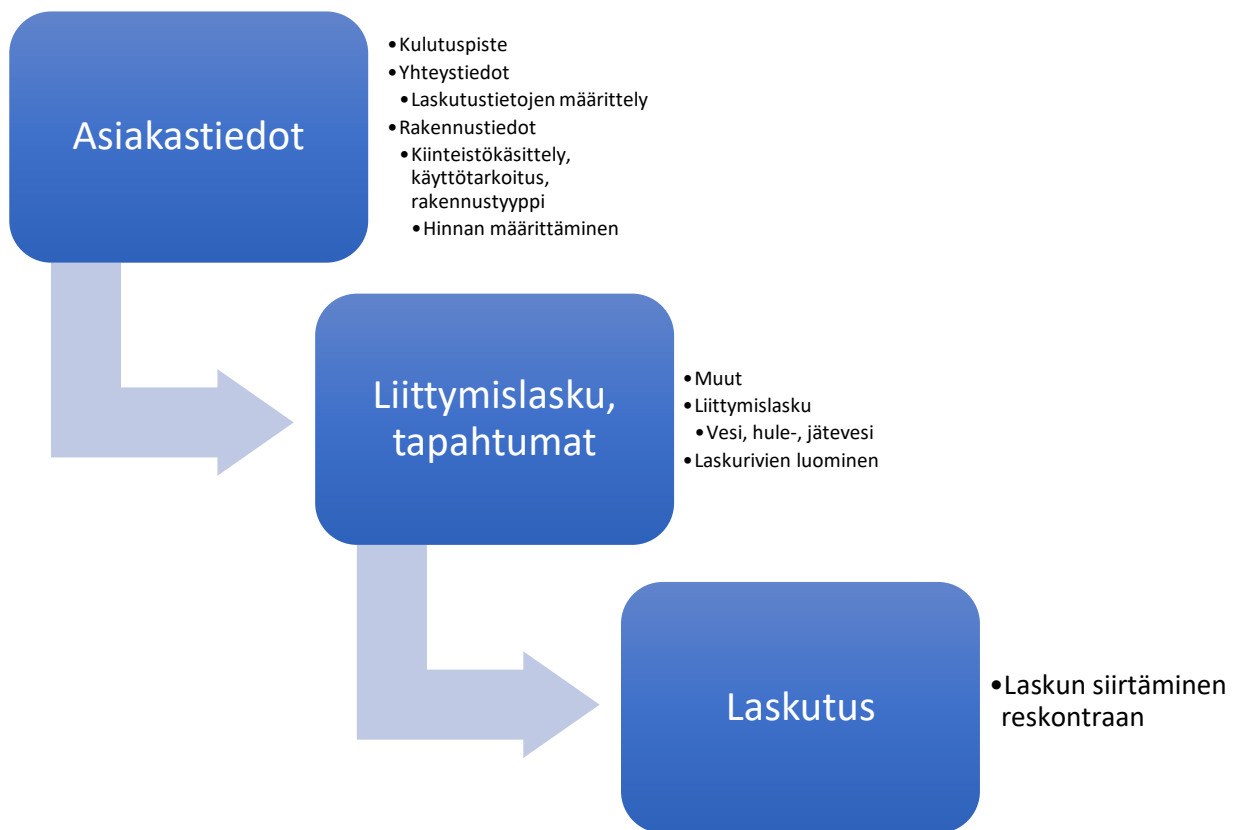 Asiakastiedot
•Kulutuspiste
•Yhteystiedot
•Laskutustietojen määrittely
•Rakennustiedot
•Kiinteistökäsittely,
käyttötarkoitus,
rakennustyyppi
•Hinnan määrittäminen
Liittymislasku,
tapahtumat
•Muut
•Liittymislasku
•Vesi, hule-, jätevesi
•Laskurivien luominen
Laskutus
•Laskun siirtäminen
reskontraan